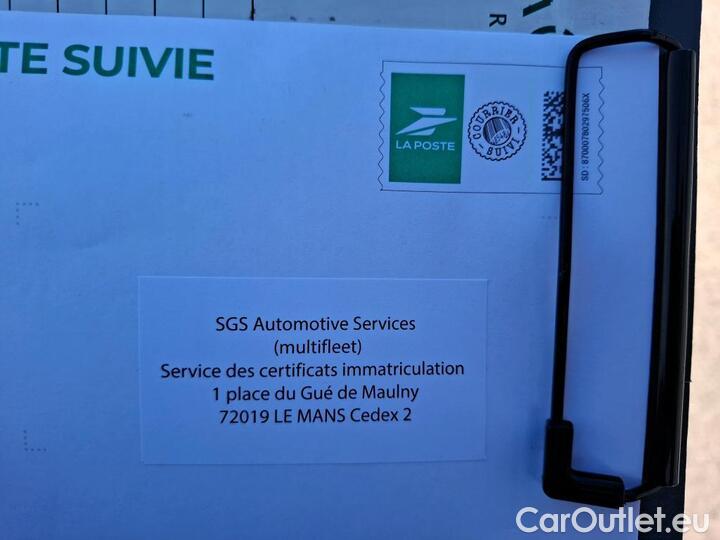 TE SUIVIE
LA POSTE
COURRIER SUIVI
SD : 87000780297506X
SGS Automotive Services
(multifleet)
Service des certificats immatriculation
1 place du Gué de Maulny
72019 LE MANS Cedex 2
CarOutlet.eu